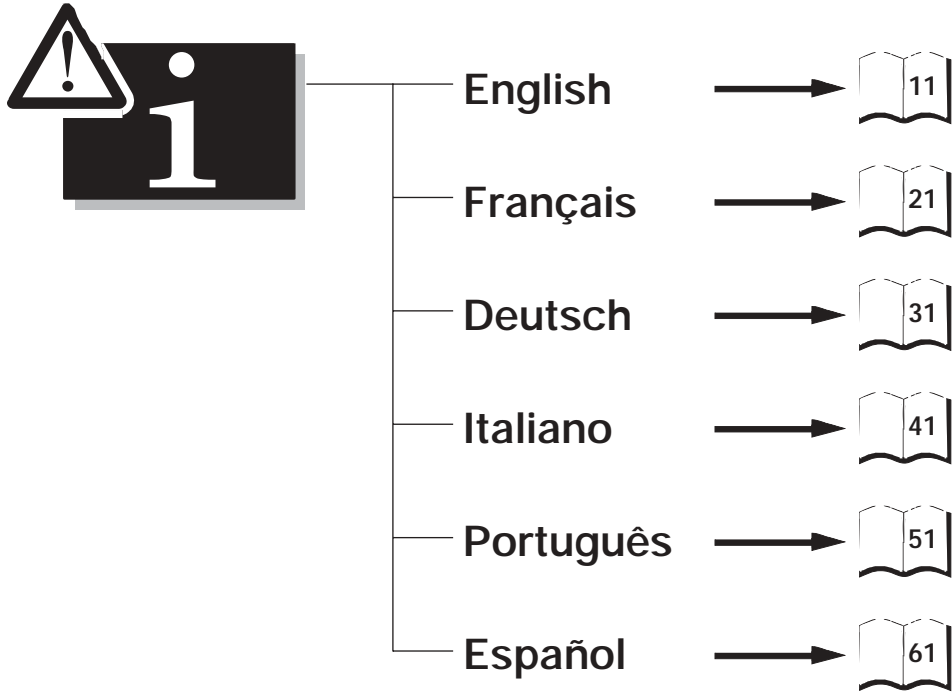 English 11
Français 21
Deutsch 31
Italiano 41
Português 51
Español 61